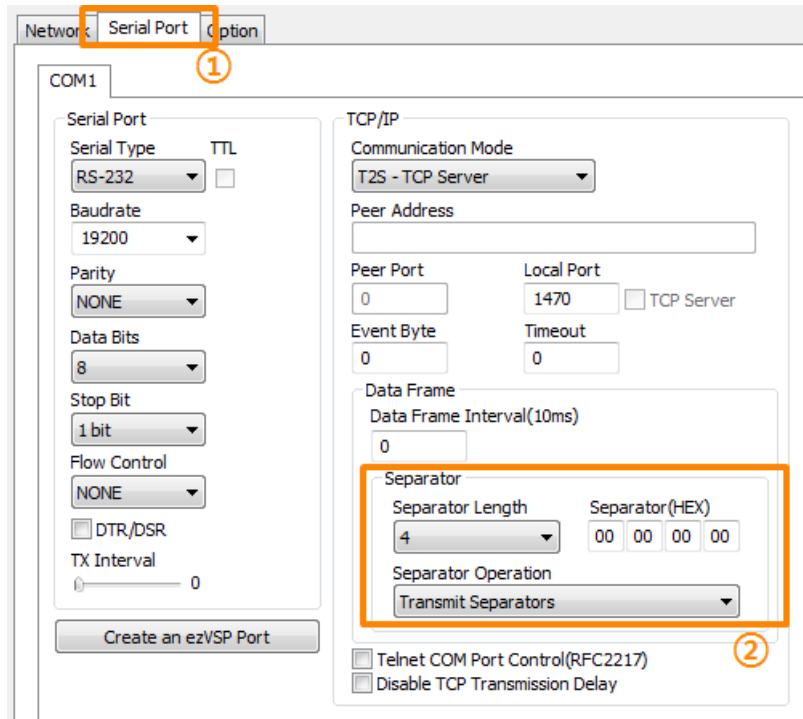 Network Serial Port Option
①
COM1
Serial Port
Serial Type TTL
RS-232
Baudrate
19200
Parity
NONE
Data Bits
8
Stop Bit
1 bit
Flow Control
NONE
DTR/DSR
TX Interval
0
Create an ezVSP Port
TCP/IP
Communication Mode
T2S - TCP Server
Peer Address
Peer Port Local Port
0 1470 TCP Server
Event Byte Timeout
0 0
Data Frame
Data Frame Interval(10ms)
0
Separator
Separator Length Separator(HEX)
4 00 00 00 00
Separator Operation
Transmit Separators
②
Telnet COM Port Control(RFC2217)
Disable TCP Transmission Delay